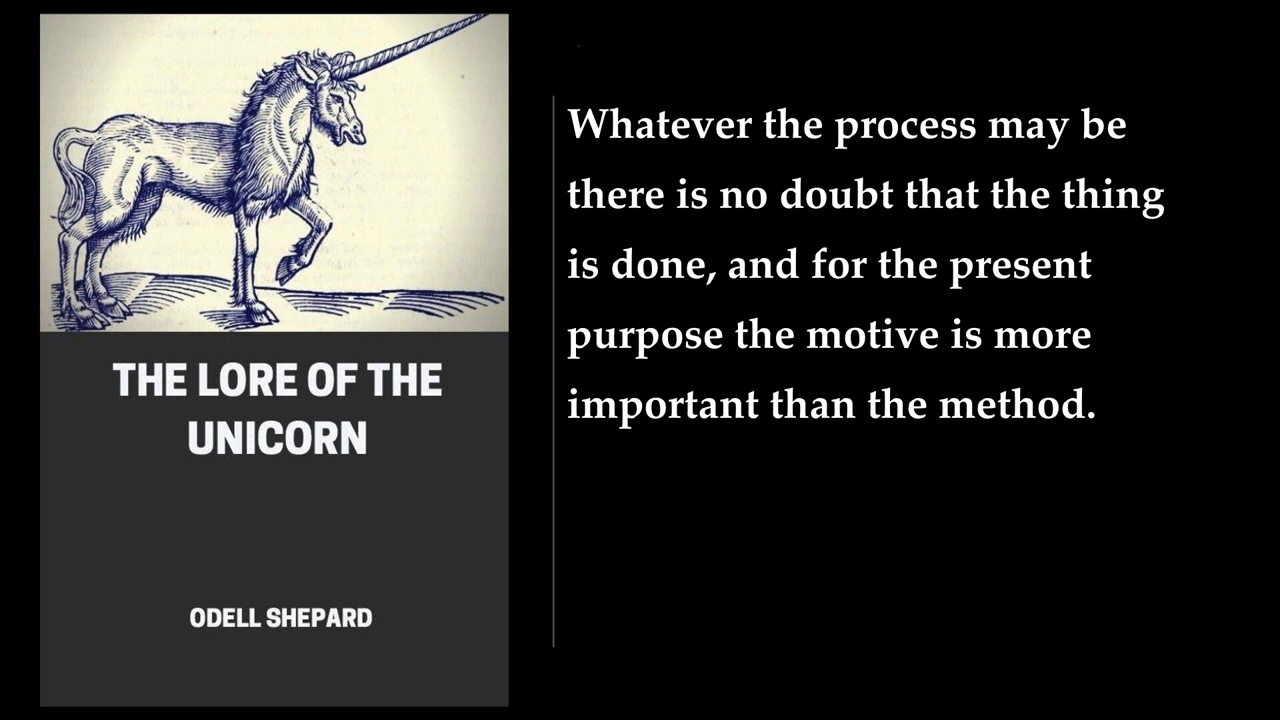 THE LORE OF THE
UNICORN
ODELL SHEPARD
Whatever the process may be
there is no doubt that the thing
is done, and for the present
purpose the motive is more
important than the method.